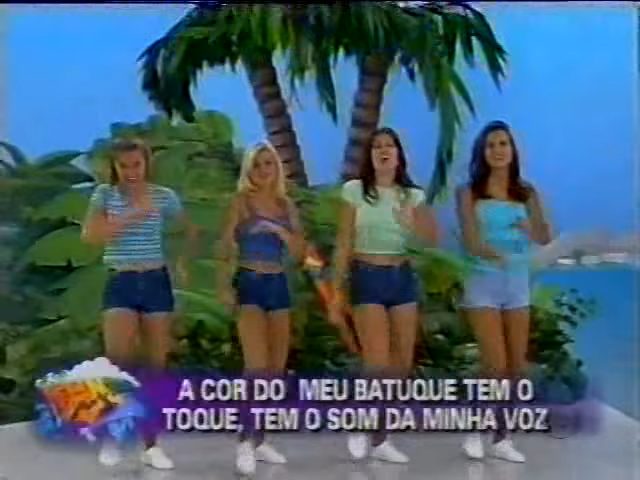 A COR DO MEU BATUQUE TEM O
TOQUE, TEM O SOM DA MINHA VOZ